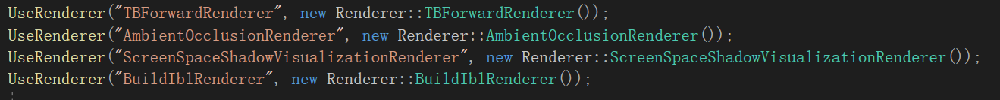 UseRenderer("TBForwardRenderer", new Renderer::TBForwardRenderer());
UseRenderer("AmbientOcclusionRenderer", new Renderer::AmbientOcclusionRenderer());
UseRenderer("ScreenSpaceShadowVisualizationRenderer", new Renderer::ScreenSpaceShadowVisualizationRenderer());
UseRenderer("BuildIblRenderer", new Renderer::BuildIblRenderer());